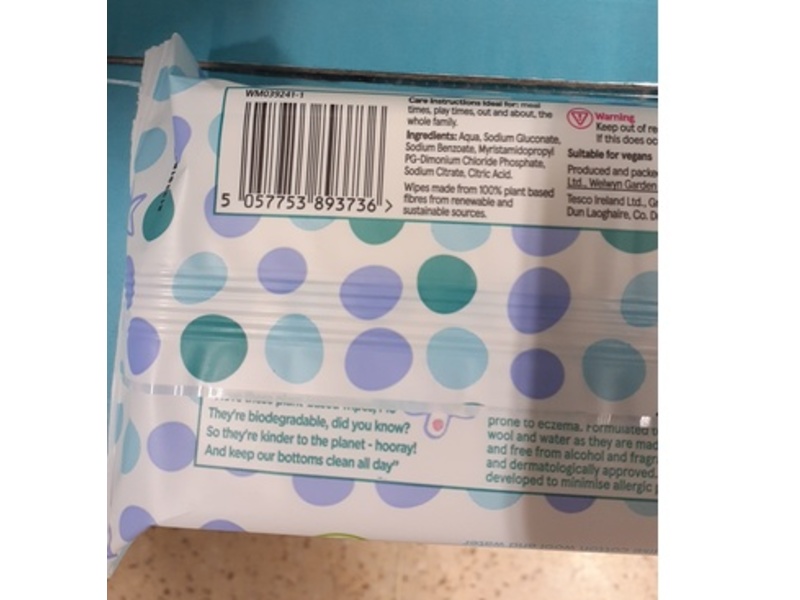 WM039241-1
5 057753 893736 >
Care instructions Ideal for: meal
times, play times, out and about, the
whole family.
Ingredients: Aqua, Sodium Gluconate,
Sodium Benzoate, Myristamidopropyl
PG-Dimonium Chloride Phosphate,
Sodium Citrate, Citric Acid.
Wipes made from 100% plant based
fibres from renewable and
sustainable sources.
Warning
Keep out of re
If this does oc
Suitable for vegans
Produced and packe
Ltd., Welwyn Garden
Tesco Ireland Ltd., Gr
Dun Laoghaire, Co. D
They're biodegradable, did you know?
So they're kinder to the planet - hooray!
And keep our bottoms clean all day"
prone to eczema. Formulated
wool and water as they are mad
and free from alcohol and fragr
and dermatologically approved,
developed to minimise allergic